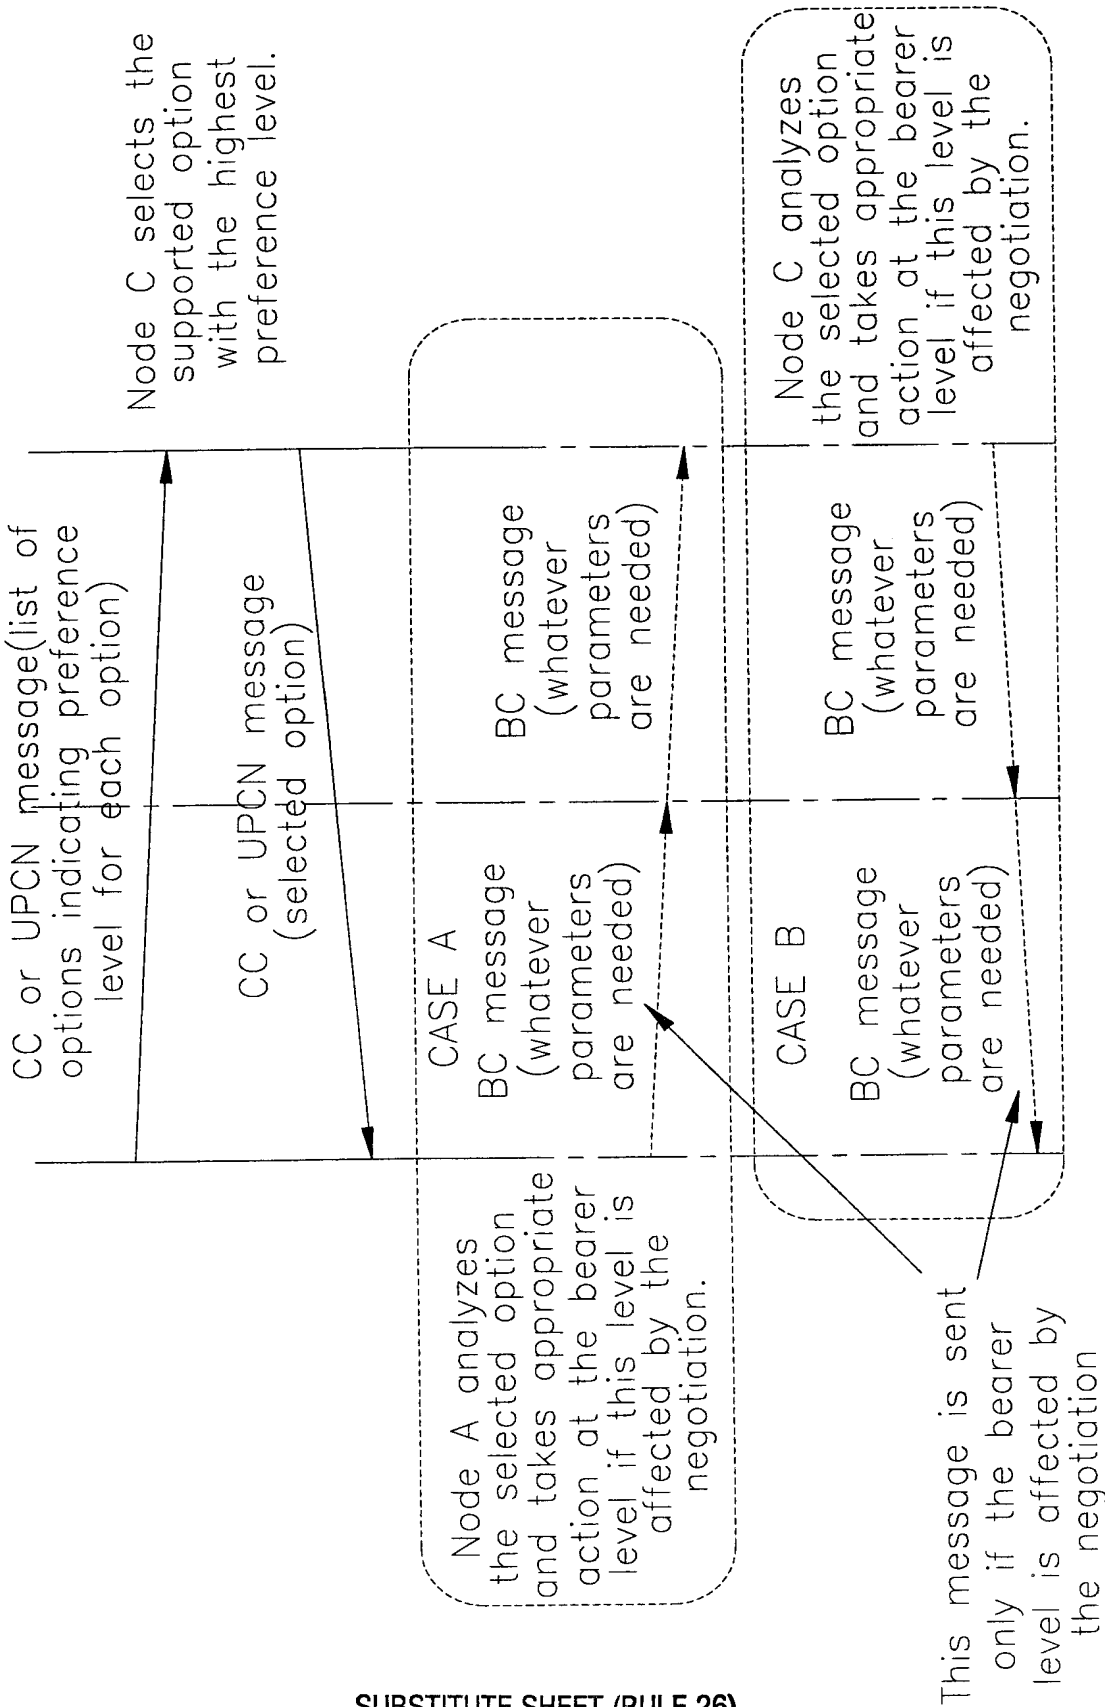 CC or UPCN message(list of
options indicating preference
level for each option)
Node C selects the
supported option
with the highest
preference level.
CC or UPCN message
(selected option)
Node A analyzes
the selected option
and takes appropriate
action at the bearer
level if this level is
affected by the
negotiation.
CASE A
BC message
(whatever
parameters
are needed)
BC message
(whatever
parameters
are needed)
CASE B
BC message
(whatever
parameters
are needed)
BC message
(whatever
parameters
are needed)
Node C analyzes
the selected option
and takes appropriate
action at the bearer
level if this level is
affected by the
negotiation.
This message is sent
only if the bearer
level is affected by
the negotiation
SUBSTITUTE SHEET (RULE 26)